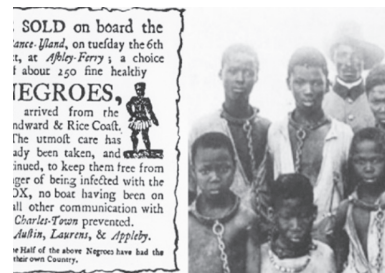 SOLD on board the
ance-Island, on tuesday the 6th
at Ashley-Ferry; a choice
about 250 fine healthy
NEGROES,
arrived from the
ndward & Rice Coast.
The utmost care has
ady been taken, and
inued, to keep them free from
ger of being infected with the
OX, no boat having been on
all other communication with
Charles-Town prevented.
Austin, Laurens, & Appleby.
Half of the above Negroes have had the
their own Country.